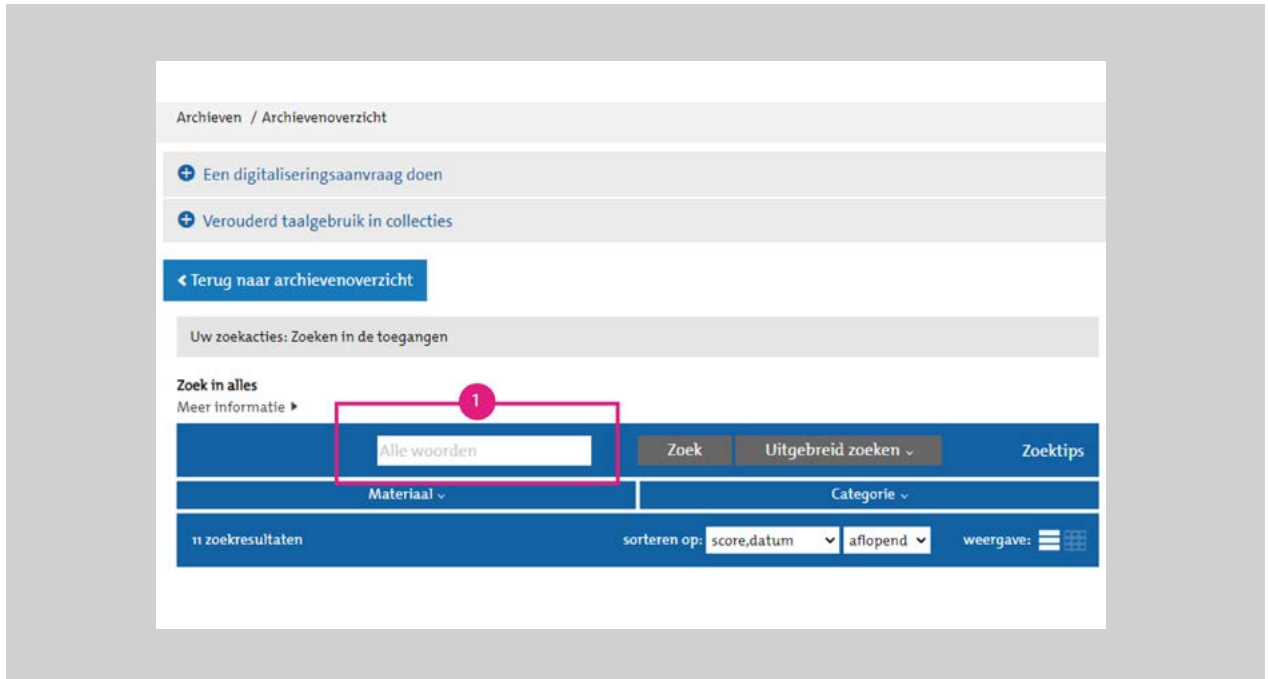 Archieven / Archievenoverzicht
Een digitaliseringsaanvraag doen
Verouderd taalgebruik in collecties
Terug naar archievenoverzicht
Uw zoekacties: Zoeken in de toegangen
Zoek in alles
Meer informatie
1
Alle woorden Zoek Uitgebreid zoeken Zoektips
Materiaal Categorie
11 zoekresultaten sorteren op: score,datum aflopend weergave: